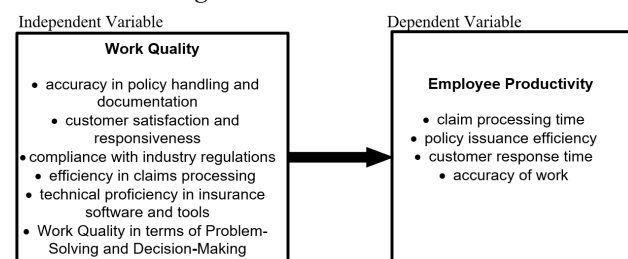 Independent Variable
Dependent Variable
Work Quality
• accuracy in policy handling and
documentation
• customer satisfaction and
responsiveness
• compliance with industry regulations
• efficiency in claims processing
• technical proficiency in insurance
software and tools
• Work Quality in terms of Problem-
Solving and Decision-Making
Employee Productivity
• claim processing time
• policy issuance efficiency
• customer response time
• accuracy of work